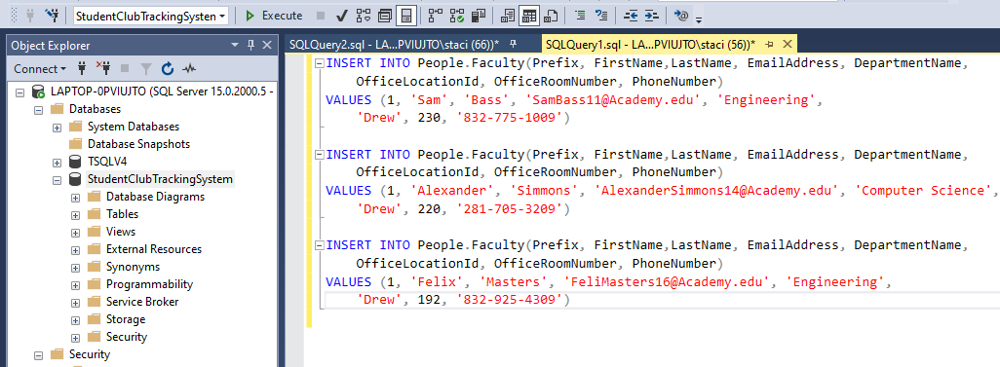 StudentClubTrackingSystem
Execute
Object Explorer
Connect
LAPTOP-0PVIUJTO (SQL Server 15.0.2000.5 -
Databases
System Databases
Database Snapshots
TSQLV4
StudentClubTrackingSystem
Database Diagrams
Tables
Views
External Resources
Synonyms
Programmability
Service Broker
Storage
Security
Security
SQLQuery2.sql - LA...PVIUJTO\staci (66))*
SQLQuery1.sql - LA...PVIUJTO\staci (56))*
INSERT INTO People.Faculty(Prefix, FirstName,LastName, EmailAddress, DepartmentName,
OfficeLocationId, OfficeRoomNumber, PhoneNumber)
VALUES (1, 'Sam', 'Bass', 'SamBass11@Academy.edu', 'Engineering',
'Drew', 230, '832-775-1009')
INSERT INTO People.Faculty(Prefix, FirstName,LastName, EmailAddress, DepartmentName,
OfficeLocationId, OfficeRoomNumber, PhoneNumber)
VALUES (1, 'Alexander', 'Simmons', 'AlexanderSimmons14@Academy.edu', 'Computer Science',
'Drew', 220, '281-705-3209')
INSERT INTO People.Faculty(Prefix, FirstName,LastName, EmailAddress, DepartmentName,
OfficeLocationId, OfficeRoomNumber, PhoneNumber)
VALUES (1, 'Felix', 'Masters', 'FeliMasters16@Academy.edu', 'Engineering',
'Drew', 192, '832-925-4309')